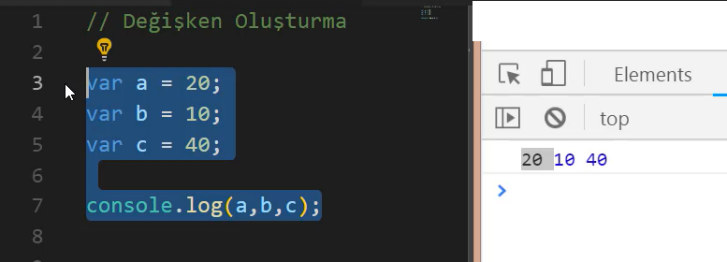 1 // Değişken Oluşturma
2
3 var a = 20;
4 var b = 10;
5 var c = 40;
6
7 console.log(a,b,c);
8
Elements
top
20 10 40